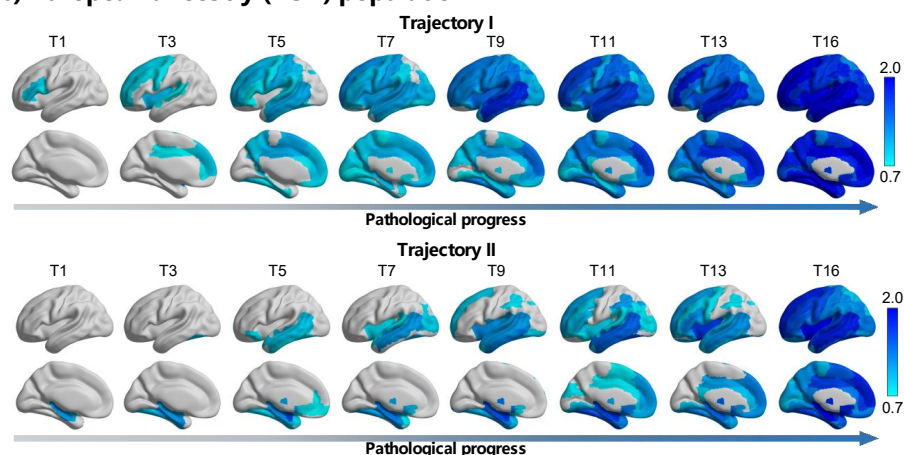 Trajectory I
T1 T3 T5 T7 T9 T11 T13 T16
2.0
0.7
Pathological progress
Trajectory II
T1 T3 T5 T7 T9 T11 T13 T16
2.0
0.7
Pathological progress